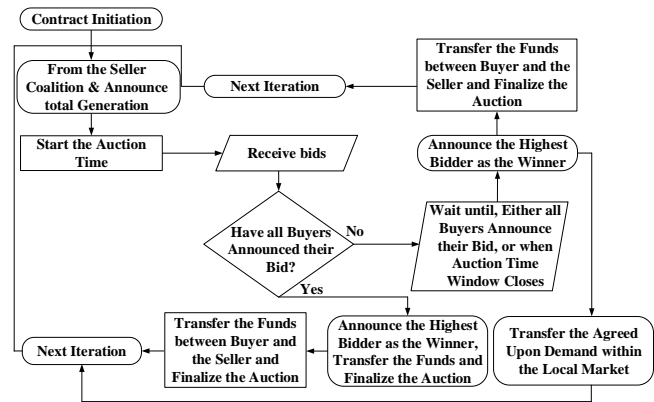 Contract Initiation
From the Seller
Coalition & Announce
total Generation
Start the Auction
Time
Receive bids
Have all Buyers
Announced their
Bid?
No
Yes
Wait until, Either all
Buyers Announce
their Bid, or when
Auction Time
Window Closes
Announce the Highest
Bidder as the Winner
Transfer the Funds
between Buyer and the
Seller and Finalize the
Auction
Next Iteration
Announce the Highest
Bidder as the Winner,
Transfer the Funds and
Finalize the Auction
Transfer the Funds
between Buyer and
the Seller and
Finalize the Auction
Next Iteration
Transfer the Agreed
Upon Demand within
the Local Market